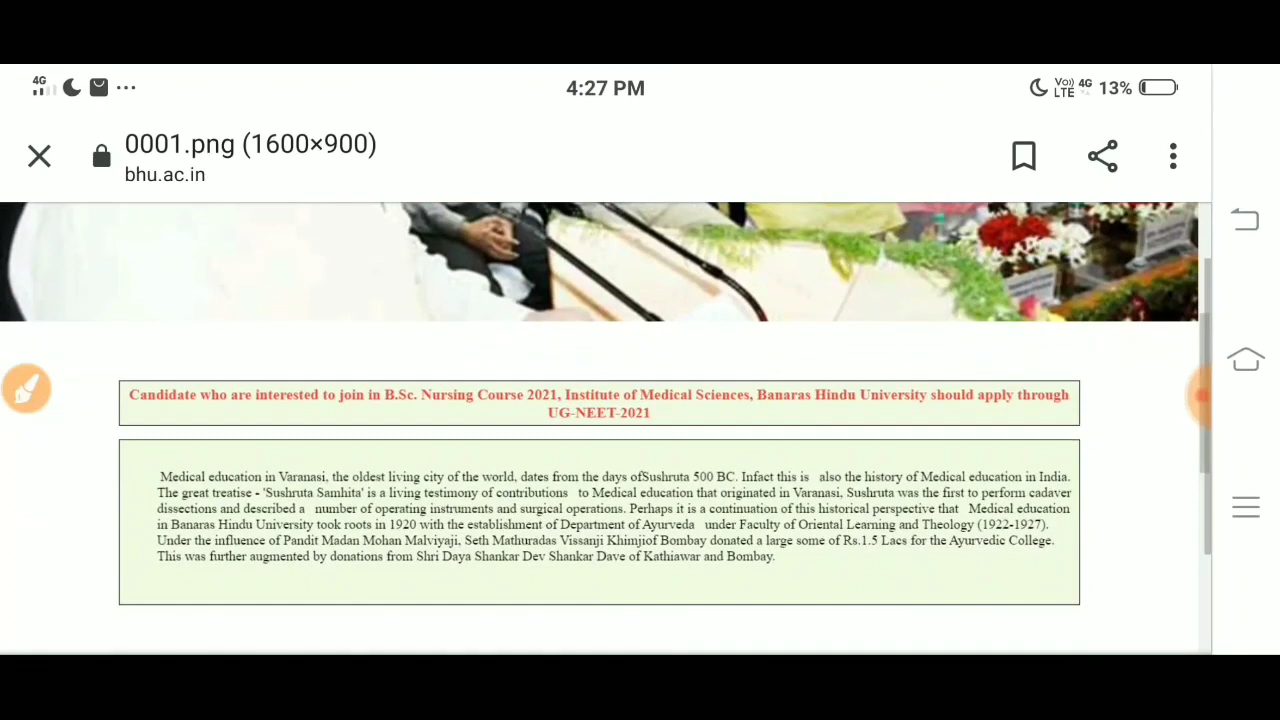 4G 4:27 PM Vo)) LTE 4G 13%
0001.png (1600×900)
bhu.ac.in
Candidate who are interested to join in B.Sc. Nursing Course 2021, Institute of Medical Sciences, Banaras Hindu University should apply through
UG-NEET-2021
Medical education in Varanasi, the oldest living city of the world, dates from the days ofSushruta 500 BC. Infact this is also the history of Medical education in India.
The great treatise - 'Sushruta Samhita' is a living testimony of contributions to Medical education that originated in Varanasi, Sushruta was the first to perform cadaver
dissections and described a number of operating instruments and surgical operations. Perhaps it is a continuation of this historical perspective that Medical education
in Banaras Hindu University took roots in 1920 with the establishment of Department of Ayurveda under Faculty of Oriental Learning and Theology (1922-1927).
Under the influence of Pandit Madan Mohan Malviyaji, Seth Mathuradas Vissanji Khimjiof Bombay donated a large some of Rs.1.5 Lacs for the Ayurvedic College.
This was further augmented by donations from Shri Daya Shankar Dev Shankar Dave of Kathiawar and Bombay.